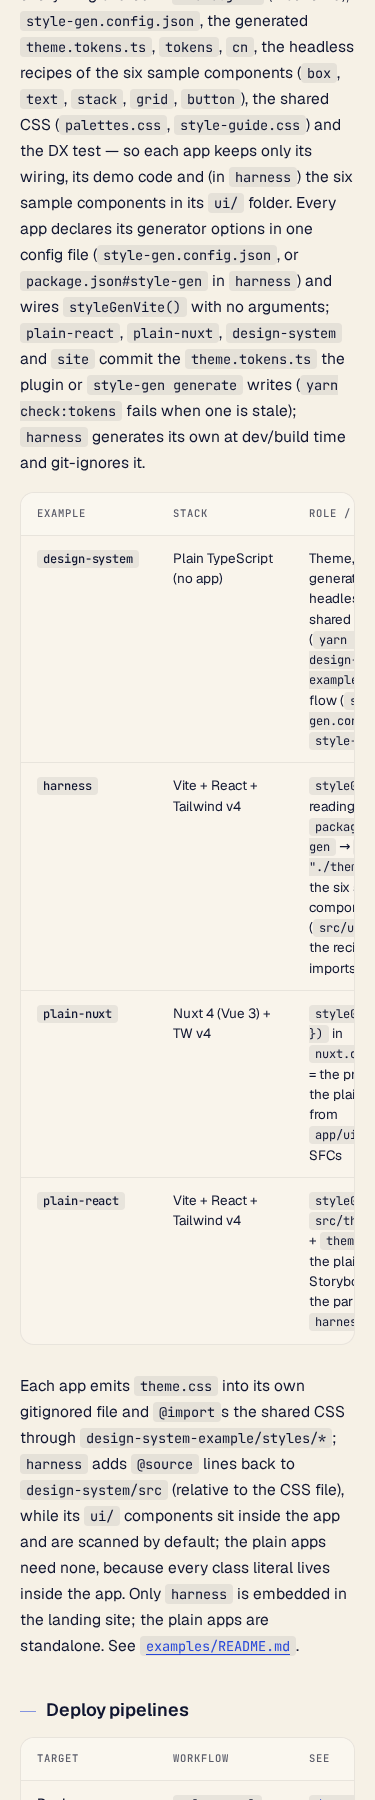 style-gen.config.json, the generated
theme.tokens.ts, tokens, cn, the headless
recipes of the six sample components (box,
text, stack, grid, button), the shared
CSS (palettes.css, style-guide.css) and
the DX test — so each app keeps only its
wiring, its demo code and (in harness) the six
sample components in its ui/ folder. Every
app declares its generator options in one
config file (style-gen.config.json, or
package.json#style-gen in harness) and
wires styleGenVite() with no arguments;
plain-react, plain-nuxt, design-system
and site commit the theme.tokens.ts the
plugin or style-gen generate writes (yarn
check:tokens fails when one is stale);
harness generates its own at dev/build time
and git-ignores it.
EXAMPLE STACK ROLE /
design-system
Plain TypeScript
(no app)
Theme,
generat
headles
shared
(yarn
design-
example
flow (s
gen.con
style-
harness
Vite + React +
Tailwind v4
styleG
reading
packag
gen →
"./them
the six
compon
(src/u
the reci
imports
plain-nuxt
Nuxt 4 (Vue 3) +
TW v4
styleG
}) in
nuxt.c
= the pr
the plai
from
app/ui
SFCs
plain-react
Vite + React +
Tailwind v4
styleG
src/th
+ them
the plai
Storybo
the par
harnes
Each app emits theme.css into its own
gitignored file and @imports the shared CSS
through design-system-example/styles/*;
harness adds @source lines back to
design-system/src (relative to the CSS file),
while its ui/ components sit inside the app
and are scanned by default; the plain apps
need none, because every class literal lives
inside the app. Only harness is embedded in
the landing site; the plain apps are
standalone. See examples/README.md.
— Deploy pipelines
TARGET WORKFLOW SEE